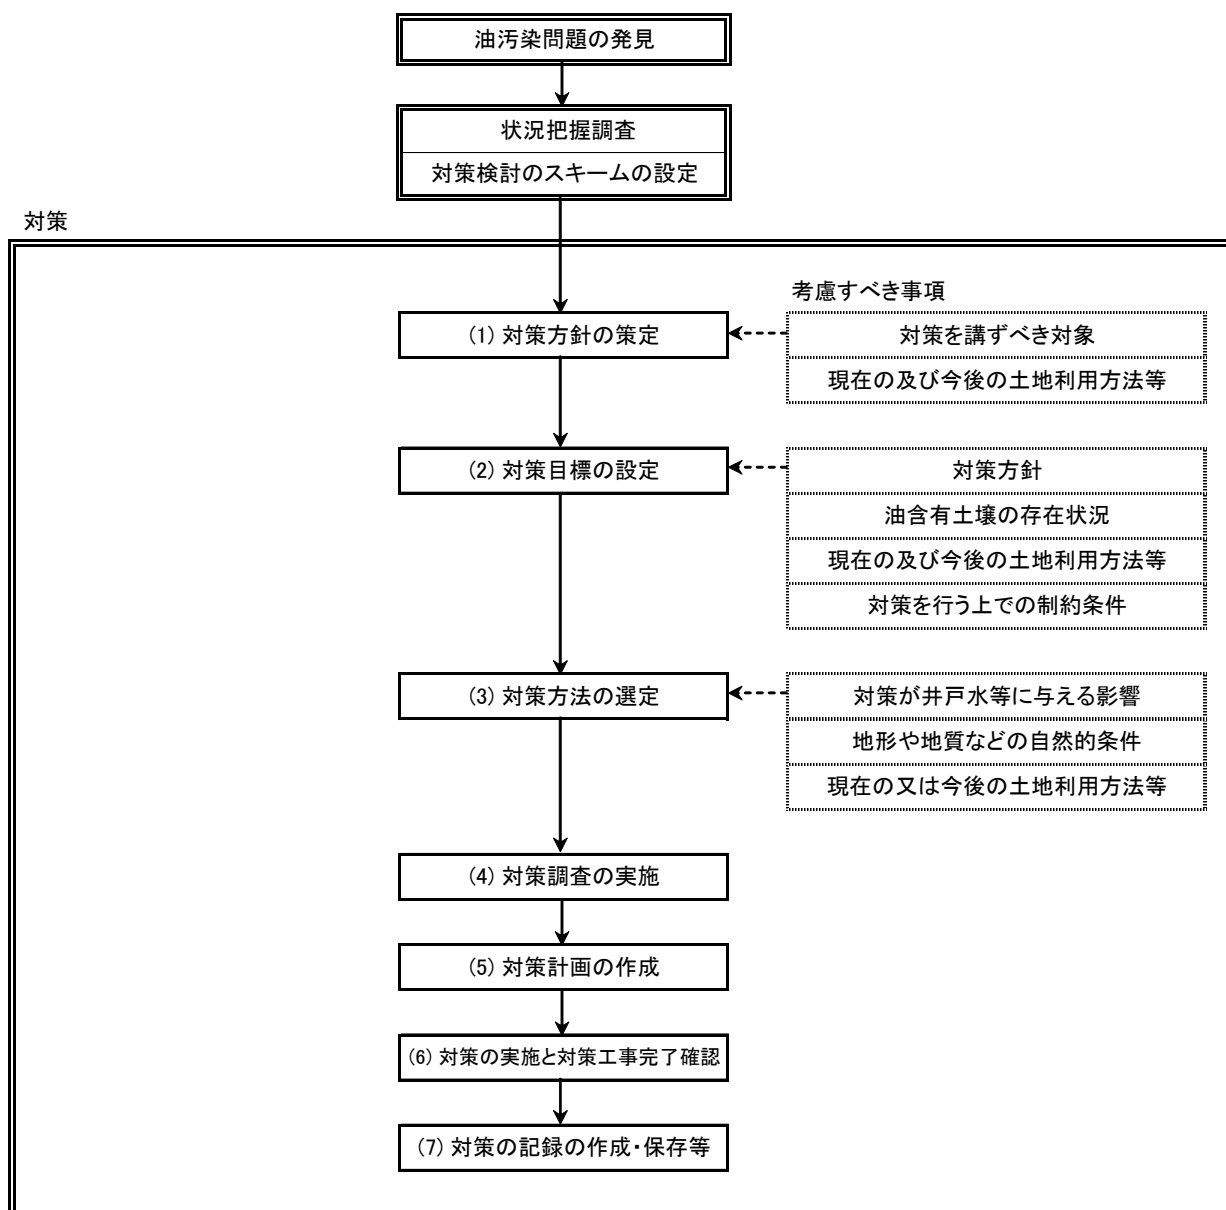 油汚染問題の発見
状況把握調査
対策検討のスキームの設定
対策
考慮すべき事項
(1) 対策方針の策定
対策を講ずべき対象
現在の及び今後の土地利用方法等
(2) 対策目標の設定
対策方針
油含有土壌の存在状況
現在の及び今後の土地利用方法等
対策を行う上での制約条件
(3) 対策方法の選定
対策が井戸水等に与える影響
地形や地質などの自然的条件
現在の又は今後の土地利用方法等
(4) 対策調査の実施
(5) 対策計画の作成
(6) 対策の実施と対策工事完了確認
(7) 対策の記録の作成・保存等